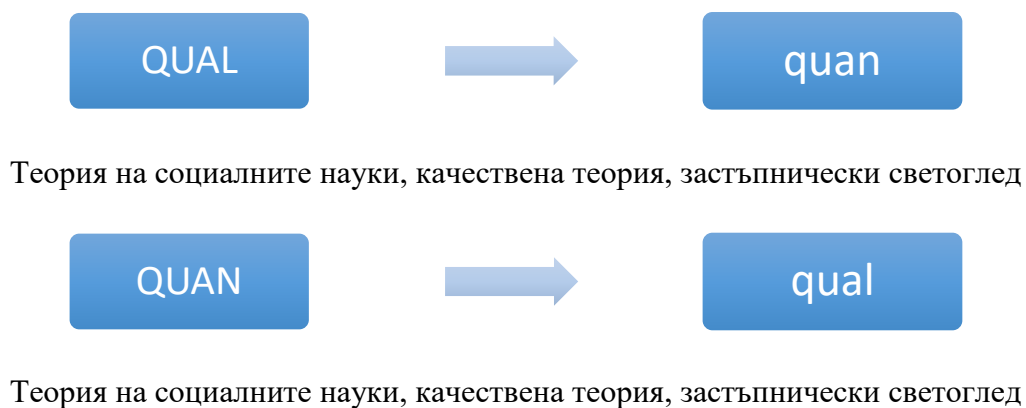 QUAL quan
Теория на социалните науки, качествена теория, застъпнически светоглед
QUAN qual
Теория на социалните науки, качествена теория, застъпнически светоглед